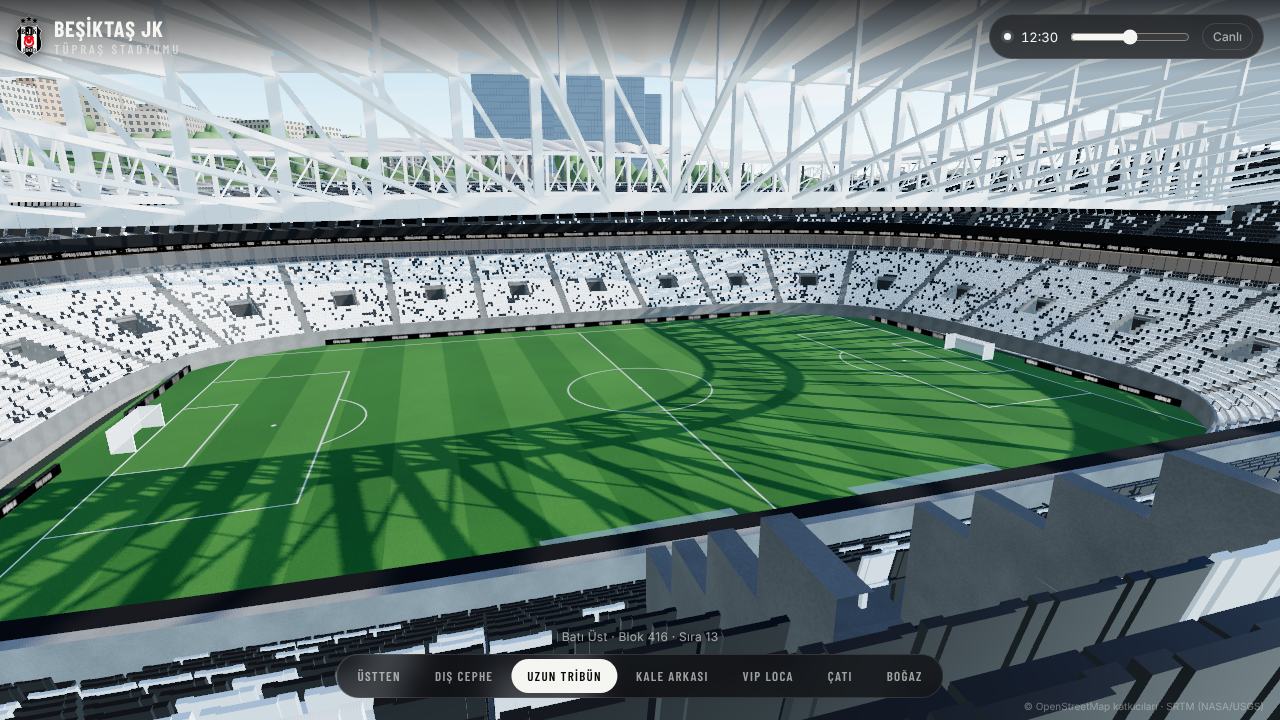 BEŞİKTAŞ JK
TÜPRAŞ STADYUMU
12:30
Canlı
Batı Üst · Blok 416 · Sıra 13
ÜSTTEN
DIŞ CEPHE
UZUN TRİBÜN
KALE ARKASI
VIP LOCA
ÇATI
BOĞAZ
© OpenStreetMap katkıcıları · SRTM (NASA/USGS)